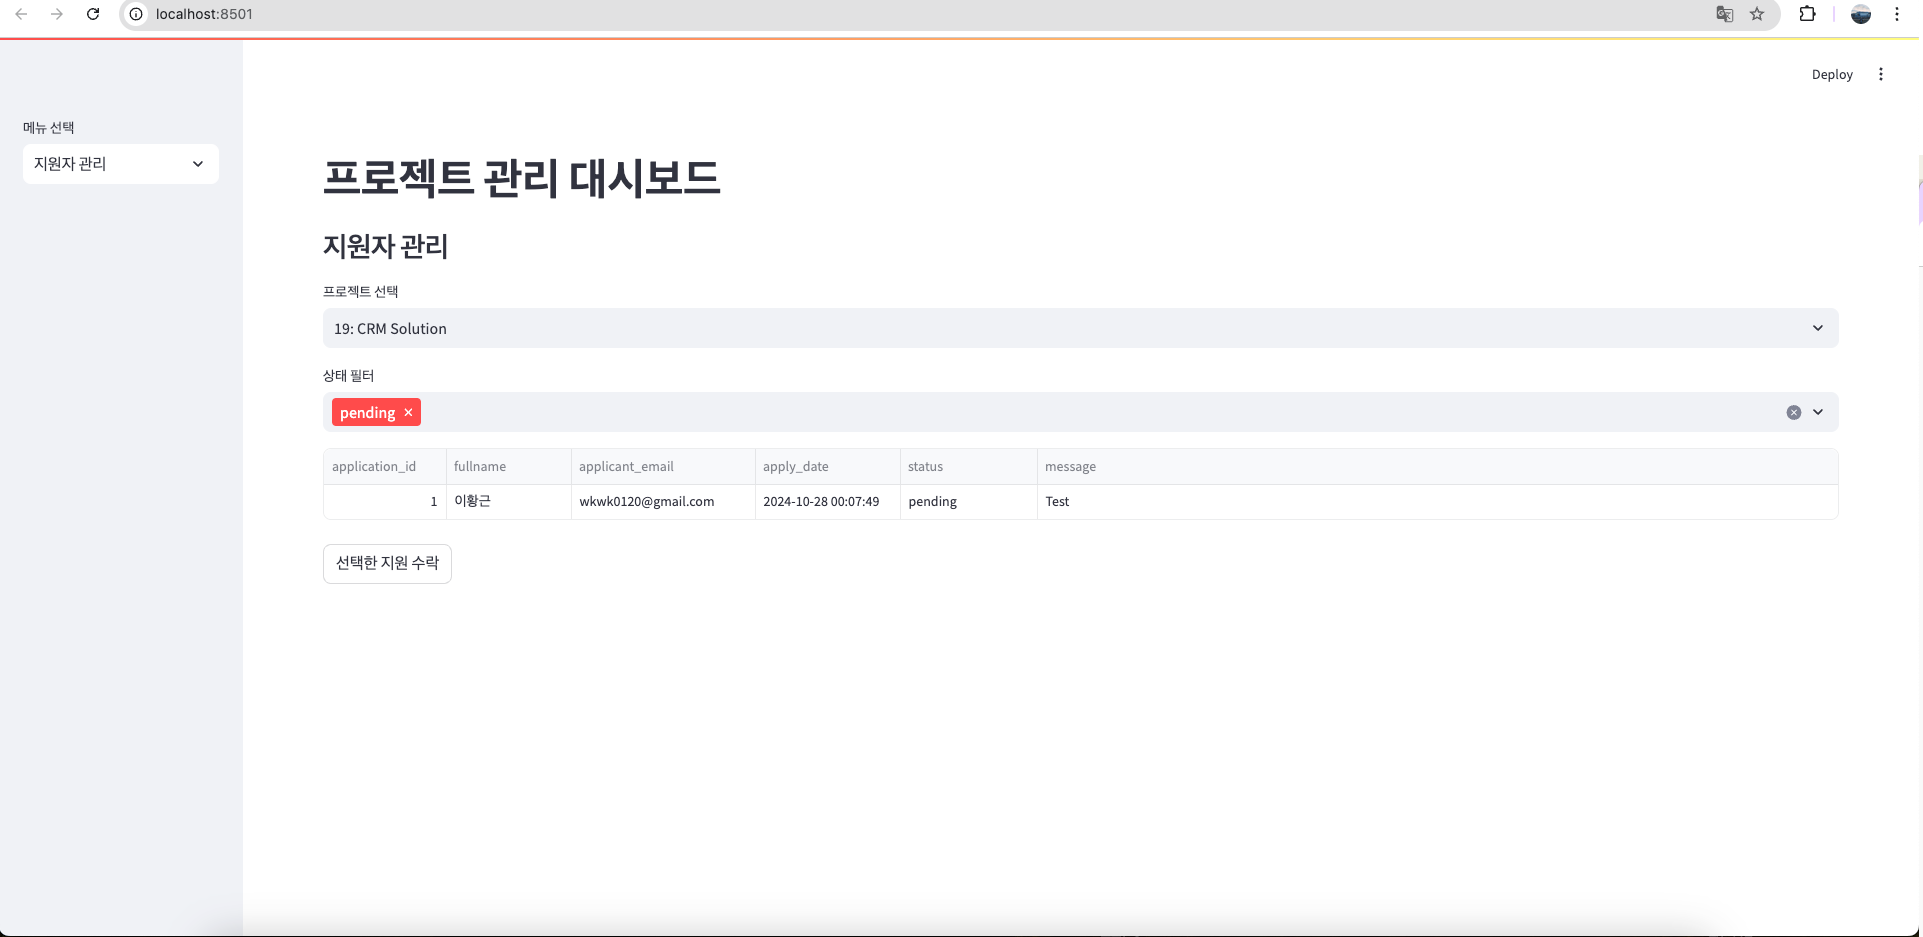 localhost:8501
Deploy
메뉴 선택
지원자 관리
프로젝트 관리 대시보드
지원자 관리
프로젝트 선택
19: CRM Solution
상태 필터
pending
application_id fullname applicant_email apply_date status message
1 이황근 wkwk0120@gmail.com 2024-10-28 00:07:49 pending Test
선택한 지원 수락